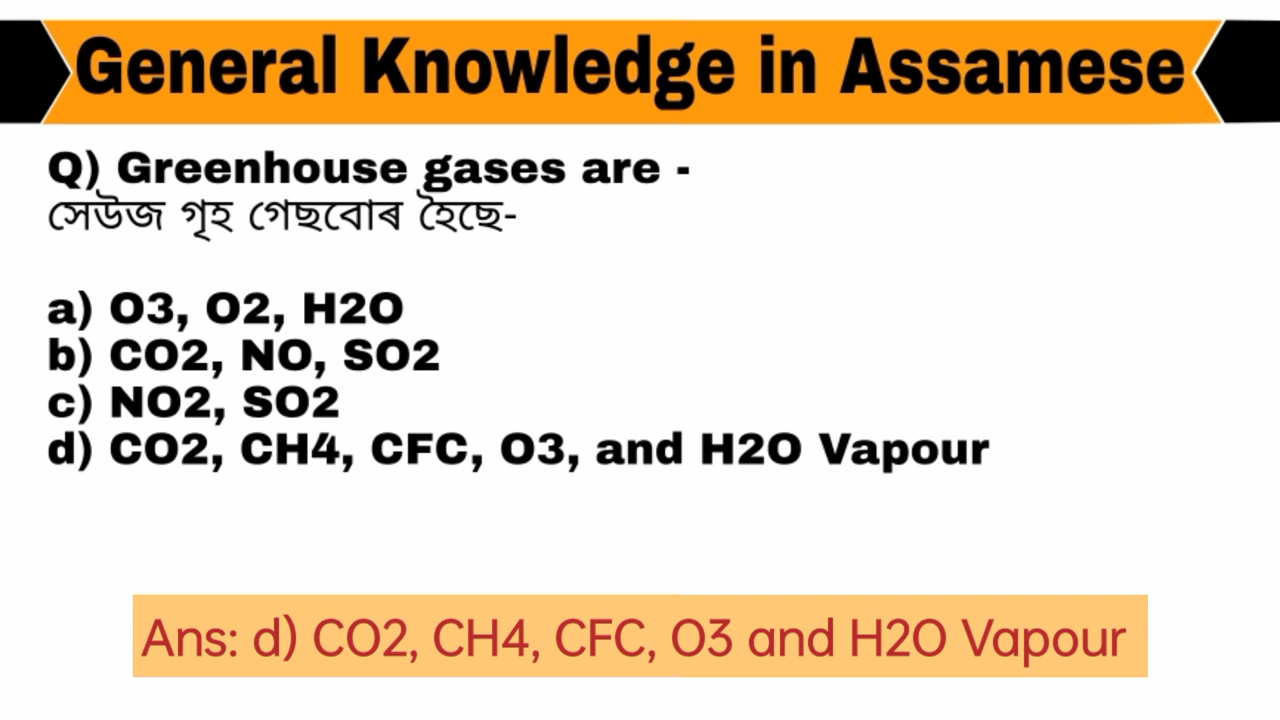 General Knowledge in Assamese
Q) Greenhouse gases are -
সেউজ গৃহ গেছবোৰ হৈছে-
a) O3, O2, H2O
b) CO2, NO, SO2
c) NO2, SO2
d) CO2, CH4, CFC, O3, and H2O Vapour
Ans: d) CO2, CH4, CFC, O3 and H2O Vapour